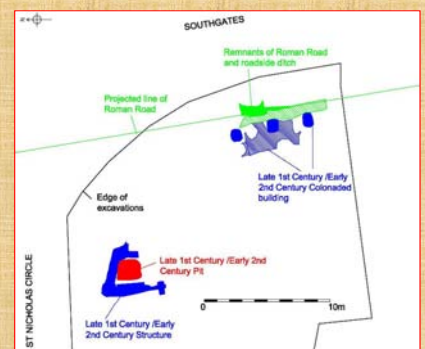 SOUTHGATES
Remnants of Roman Road
and roadside ditch
Projected line of
Roman Road
Late 1st Century /Early
2nd Century Colonaded
building
Edge of
excavations
Late 1st Century /Early 2nd
Century Pit
0
10m
Late 1st Century /Early
2nd Century Structure
ST NICHOLAS CIRCLE